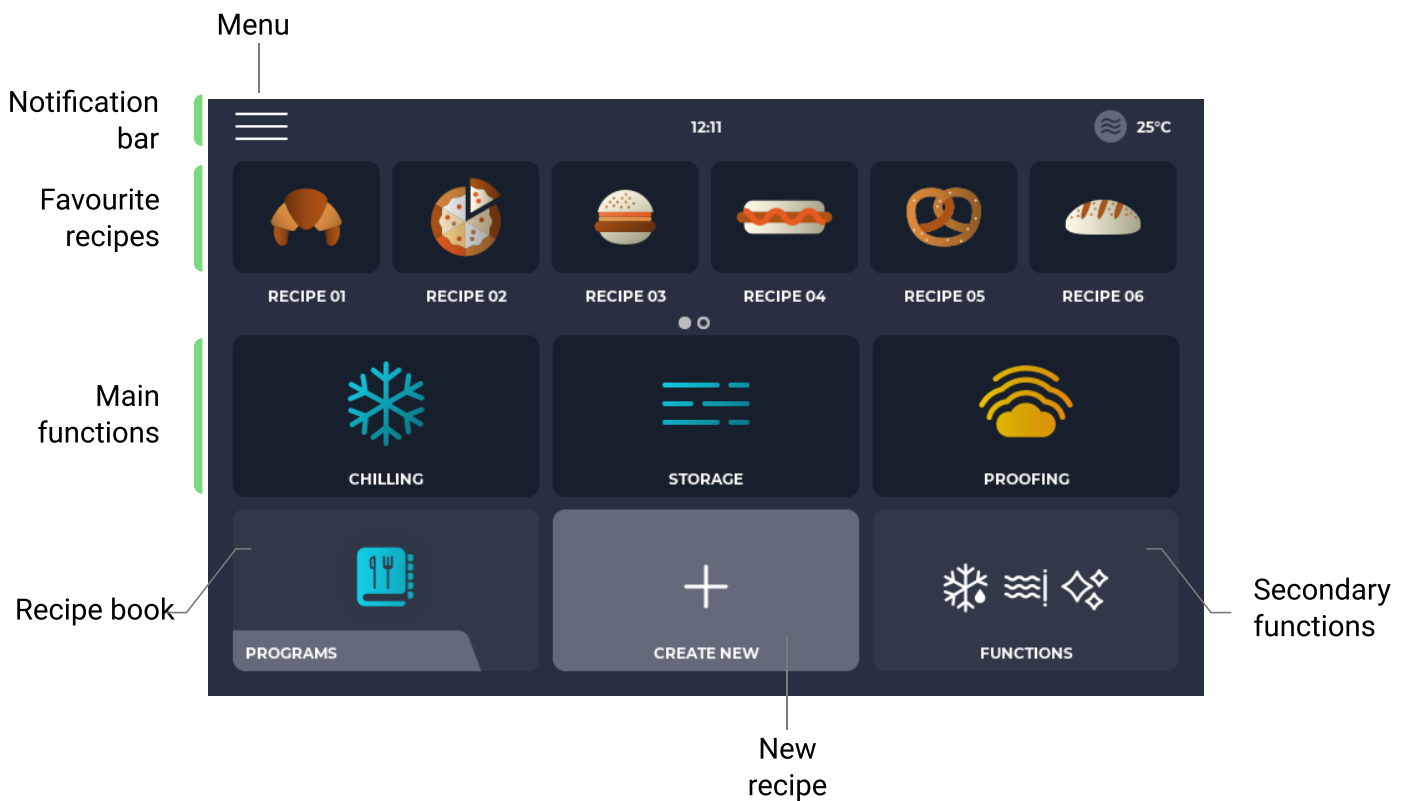 Menu
Notification
bar
12:11
25°C
Favourite
recipes
RECIPE 01
RECIPE 02
RECIPE 03
RECIPE 04
RECIPE 05
RECIPE 06
Main
functions
CHILLING
STORAGE
PROOFING
Recipe book
PROGRAMS
CREATE NEW
FUNCTIONS
Secondary
functions
New
recipe